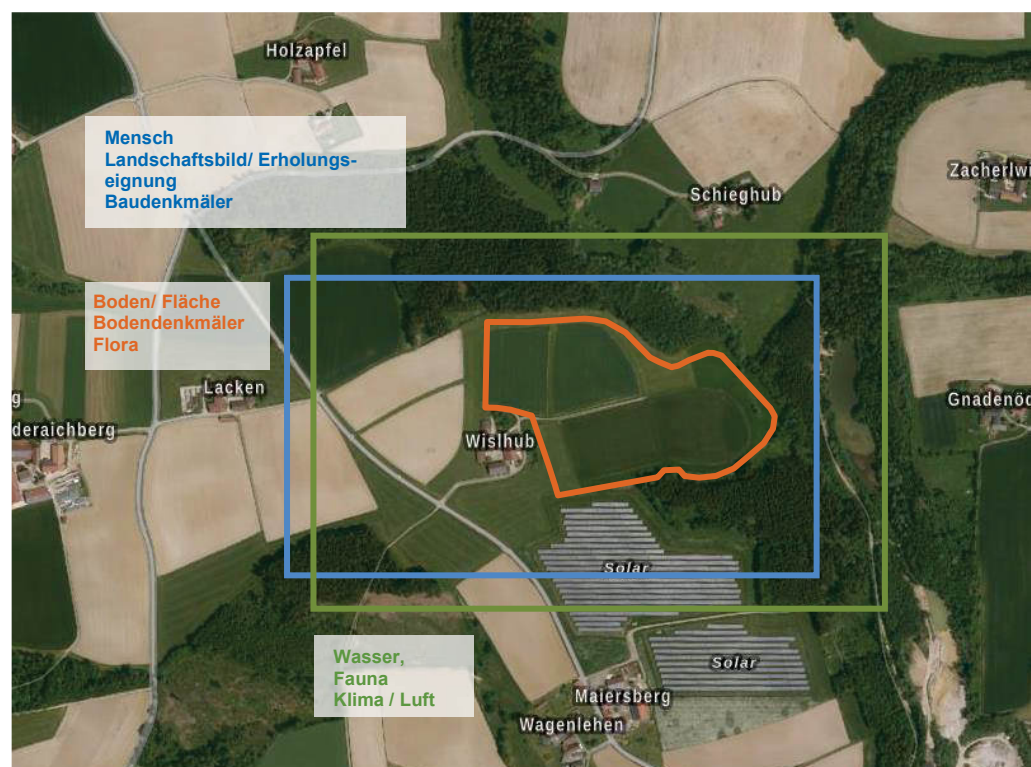 Holzapfel
Mensch
Landschaftsbild/ Erholungs-
eignung
Baudenkmäler
Schieghub
Zacherlwi
Boden/ Fläche
Bodendenkmäler
Flora
Lacken
g
deraichberg
Wislhub
Gnadenöd
Solar
Wasser,
Fauna
Klima / Luft
Solar
Maiersberg
Wagenlehen